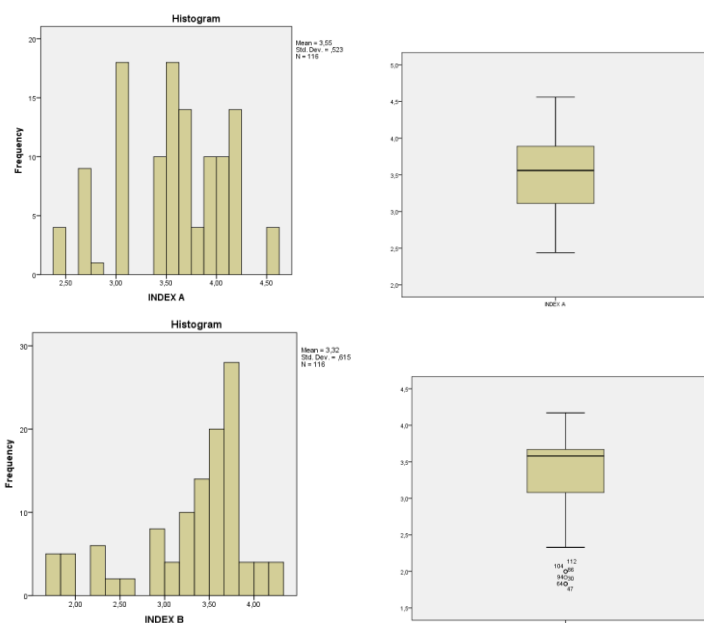 Histogram
Mean = 3,55
Std. Dev. = ,523
N = 116
20
15
10
5
0
Frequency
2,50 3,00 3,50 4,00 4,50
INDEX A
5,0
4,5
4,0
3,5
3,0
2,5
2,0
INDEX A
Histogram
Mean = 3,32
Std. Dev. = ,615
N = 116
30
20
10
0
Frequency
2,00 2,50 3,00 3,50 4,00
INDEX B
4,5
4,0
3,5
3,0
2,5
2,0
1,5
112
104 86
94 30
64
47